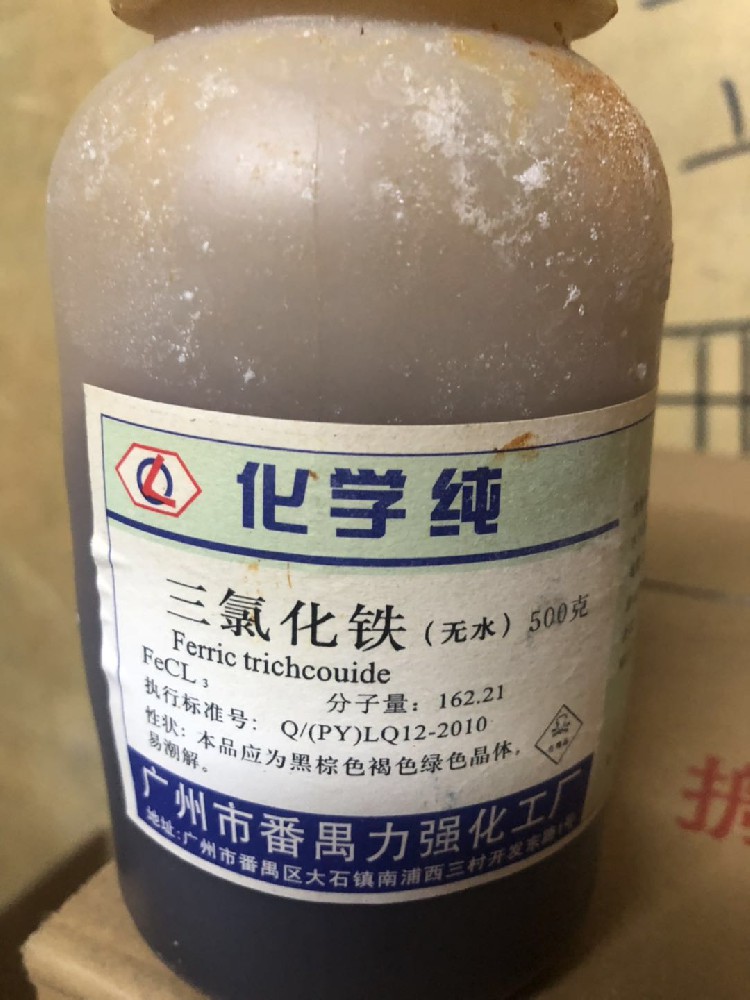 化学纯
三氯化铁（无水）500克
Ferric trichcouide
FeCL3
分子量：162.21
执行标准号：Q/(PY)LQ12-2010
性状：本品应为黑棕色褐色绿色晶体，
易潮解。
广州市番禺力强化工厂
地址:广州市番禺区大石镇南浦西三村开发东路1号